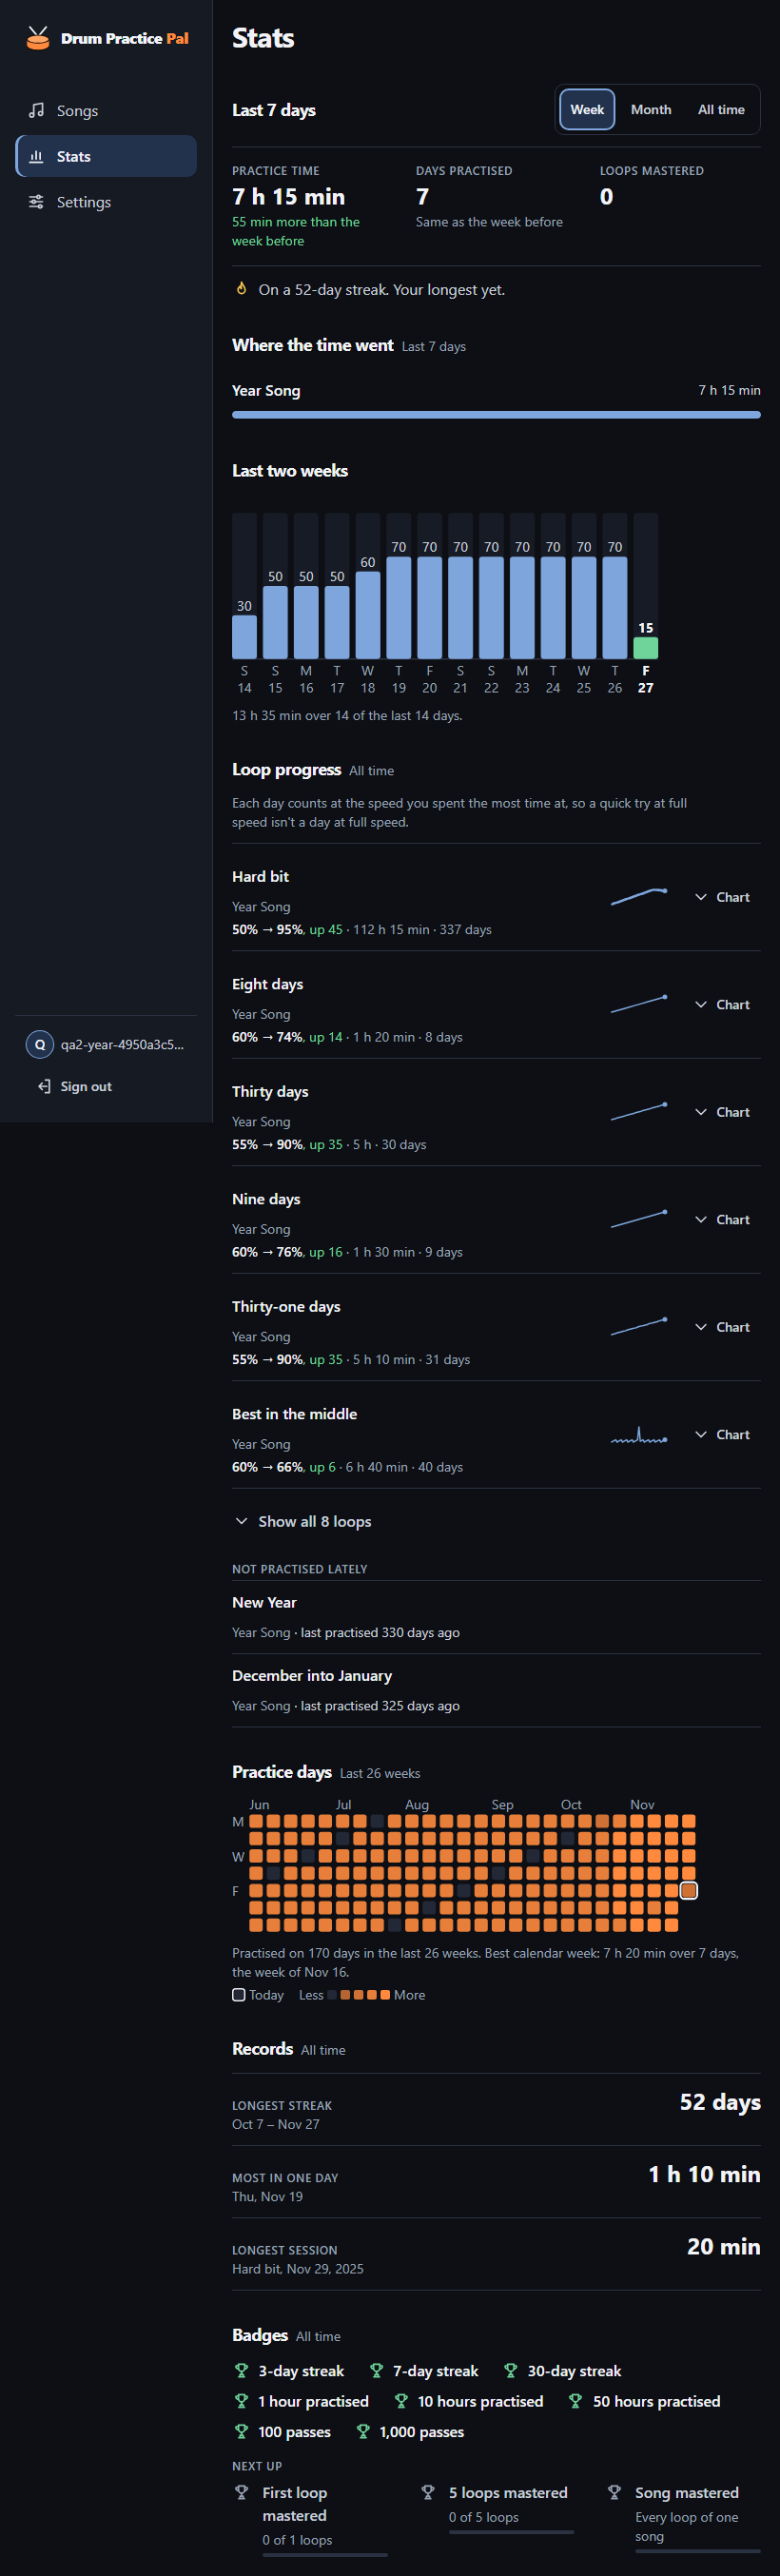 Drum Practice Pal
Songs
Stats
Settings
qa2-year-4950a3c5...
Q
Sign out
Stats
Last 7 days
Week Month All time
PRACTICE TIME
7 h 15 min
55 min more than the
week before
DAYS PRACTISED
7
Same as the week before
LOOPS MASTERED
0
On a 52-day streak. Your longest yet.
Where the time went Last 7 days
Year Song 7 h 15 min
Last two weeks
30 50 50 50 60 70 70 70 70 70 70 70 70 15
S S M T W T F S S M T W T F
14 15 16 17 18 19 20 21 22 23 24 25 26 27
13 h 35 min over 14 of the last 14 days.
Loop progress All time
Each day counts at the speed you spent the most time at, so a quick try at full
speed isn't a day at full speed.
Hard bit
Year Song
50% → 95%, up 45 · 112 h 15 min · 337 days
Chart
Eight days
Year Song
60% → 74%, up 14 · 1 h 20 min · 8 days
Chart
Thirty days
Year Song
55% → 90%, up 35 · 5 h · 30 days
Chart
Nine days
Year Song
60% → 76%, up 16 · 1 h 30 min · 9 days
Chart
Thirty-one days
Year Song
55% → 90%, up 35 · 5 h 10 min · 31 days
Chart
Best in the middle
Year Song
60% → 66%, up 6 · 6 h 40 min · 40 days
Chart
Show all 8 loops
NOT PRACTISED LATELY
New Year
Year Song · last practised 330 days ago
December into January
Year Song · last practised 325 days ago
Practice days Last 26 weeks
Jun Jul Aug Sep Oct Nov
M
W
F
Practised on 170 days in the last 26 weeks. Best calendar week: 7 h 20 min over 7 days,
the week of Nov 16.
Today Less More
Records All time
LONGEST STREAK
Oct 7 – Nov 27
52 days
MOST IN ONE DAY
Thu, Nov 19
1 h 10 min
LONGEST SESSION
Hard bit, Nov 29, 2025
20 min
Badges All time
3-day streak 7-day streak 30-day streak
1 hour practised 10 hours practised 50 hours practised
100 passes 1,000 passes
NEXT UP
First loop
mastered
0 of 1 loops
5 loops mastered
0 of 5 loops
Song mastered
Every loop of one
song